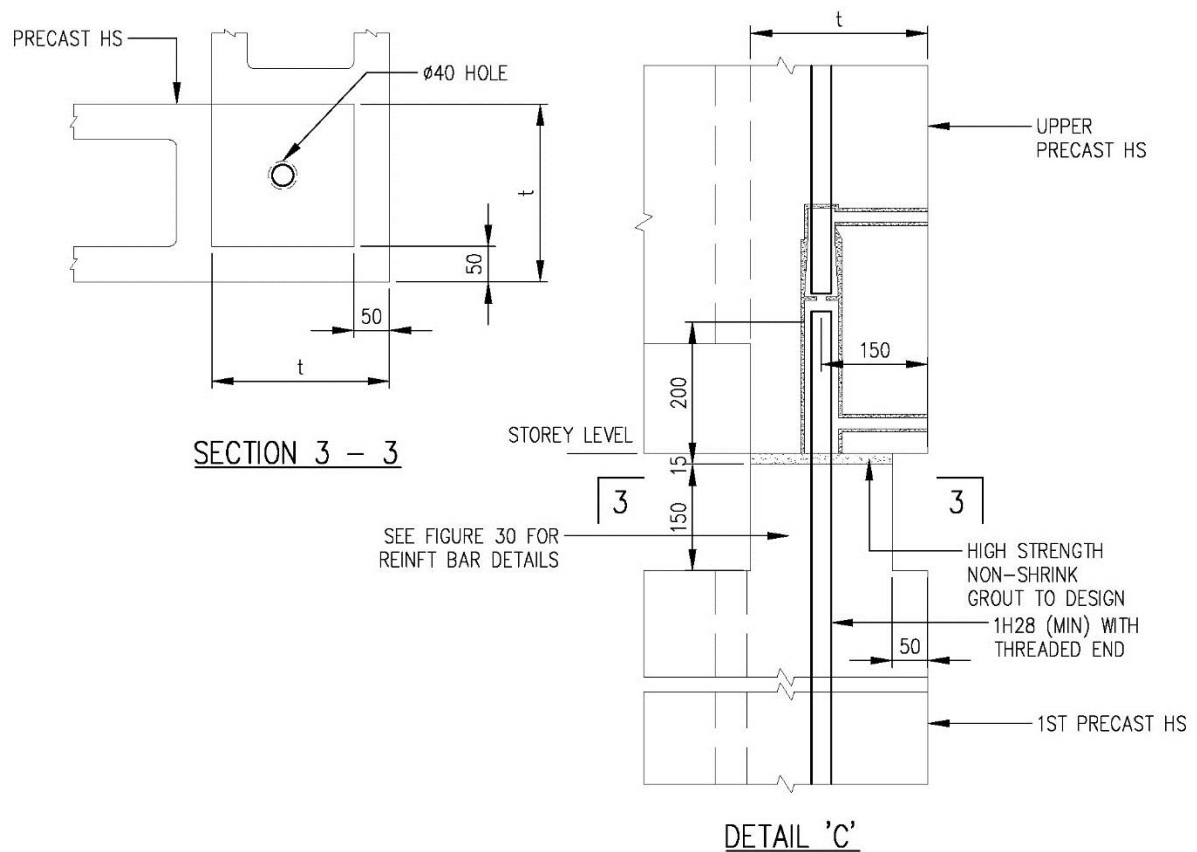 PRECAST HS
ø40 HOLE
t
50
50
t
SECTION 3 - 3
t
UPPER
PRECAST HS
150
200
STOREY LEVEL
15
3
3
150
SEE FIGURE 30 FOR
REINFT BAR DETAILS
HIGH STRENGTH
NON-SHRINK
GROUT TO DESIGN
1H28 (MIN) WITH
THREADED END
50
1ST PRECAST HS
DETAIL 'C'